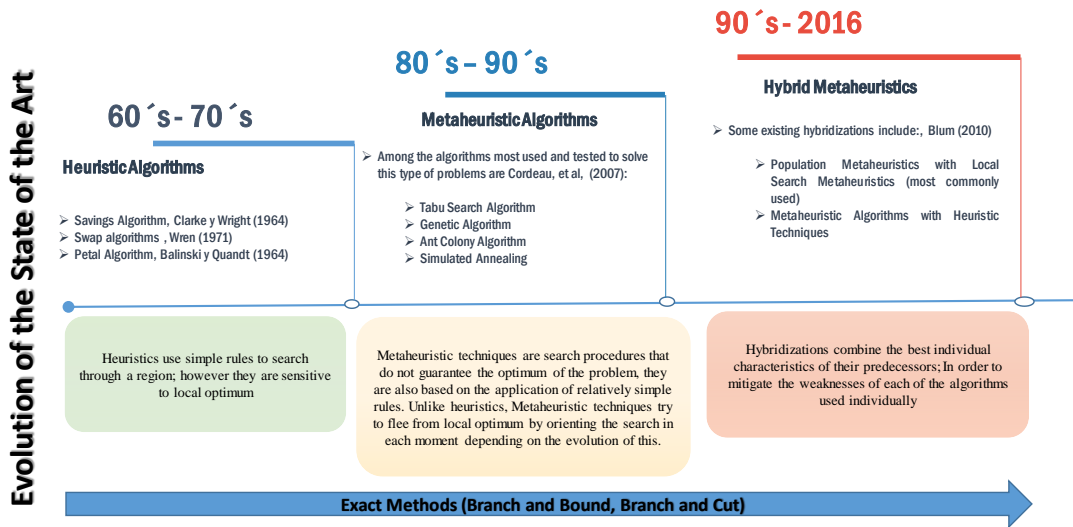 Evolution of the State of the Art
60´s- 70´s
Heuristic Algorithms
➢ Savings Algorithm, Clarke y Wright (1964)
➢ Swap algorithms , Wren (1971)
➢ Petal Algorithm, Balinski y Quandt (1964)
Heuristics use simple rules to search
through a region; however they are sensitive
to local optimum
80´s – 90´s
Metaheuristic Algorithms
➢ Among the algorithms most used and tested to solve
this type of problems are Cordeau, et al, (2007):
➢ Tabu Search Algorithm
➢ Genetic Algorithm
➢ Ant Colony Algorithm
➢ Simulated Annealing
Metaheuristic techniques are search procedures that
do not guarantee the optimum of the problem, they
are also based on the application of relatively simple
rules. Unlike heuristics, Metaheuristic techniques try
to flee from local optimum by orienting the search in
each moment depending on the evolution of this.
90´s- 2016
Hybrid Metaheuristics
➢ Some existing hybridizations include:, Blum (2010)
➢ Population Metaheuristics with Local
Search Metaheuristics (most commonly
used)
➢ Metaheuristic Algorithms with Heuristic
Techniques
Hybridizations combine the best individual
characteristics of their predecessors; In order to
mitigate the weaknesses of each of the algorithms
used individually
Exact Methods (Branch and Bound, Branch and Cut)